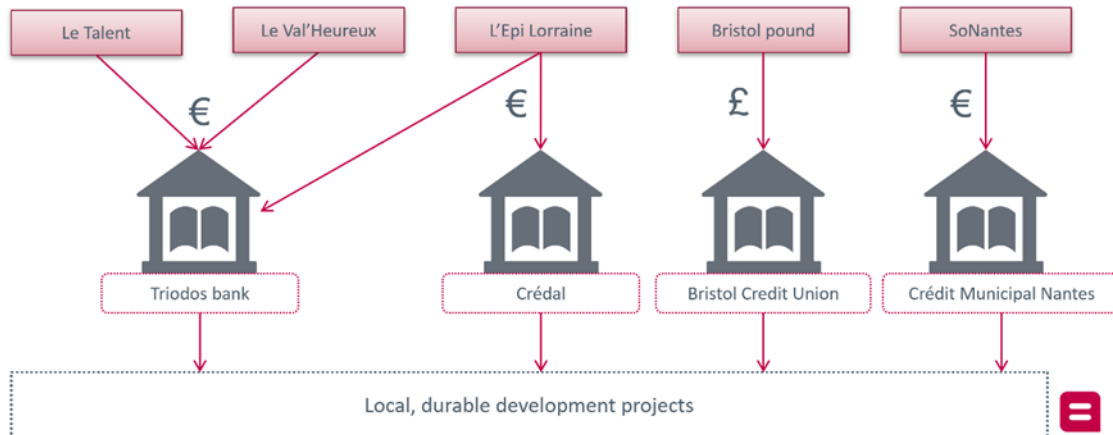 Le Talent
Le Val'Heureux
L'Epi Lorraine
Bristol pound
SoNantes
€
€
£
€
Triodos bank
Crédal
Bristol Credit Union
Crédit Municipal Nantes
Local, durable development projects